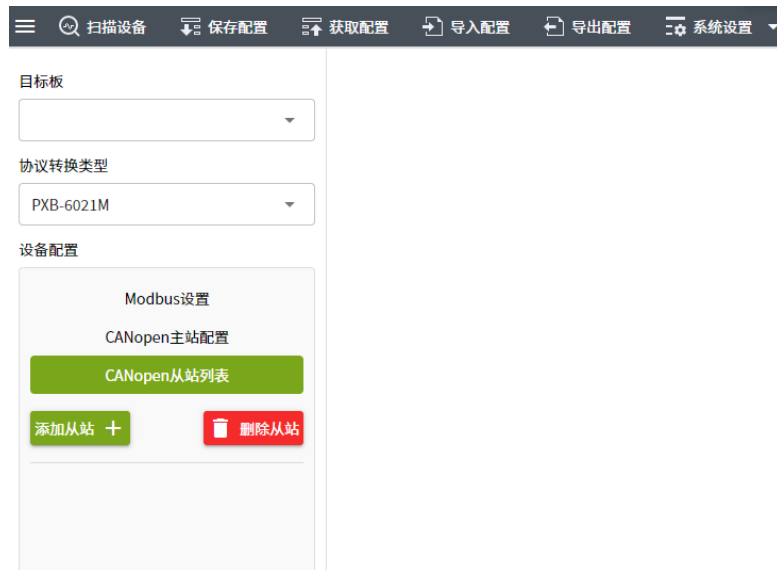 扫描设备 保存配置 获取配置 导入配置 导出配置 系统设置
目标板
协议转换类型
PXB-6021M
设备配置
Modbus设置
CANopen主站配置
CANopen从站列表
添加从站 删除从站